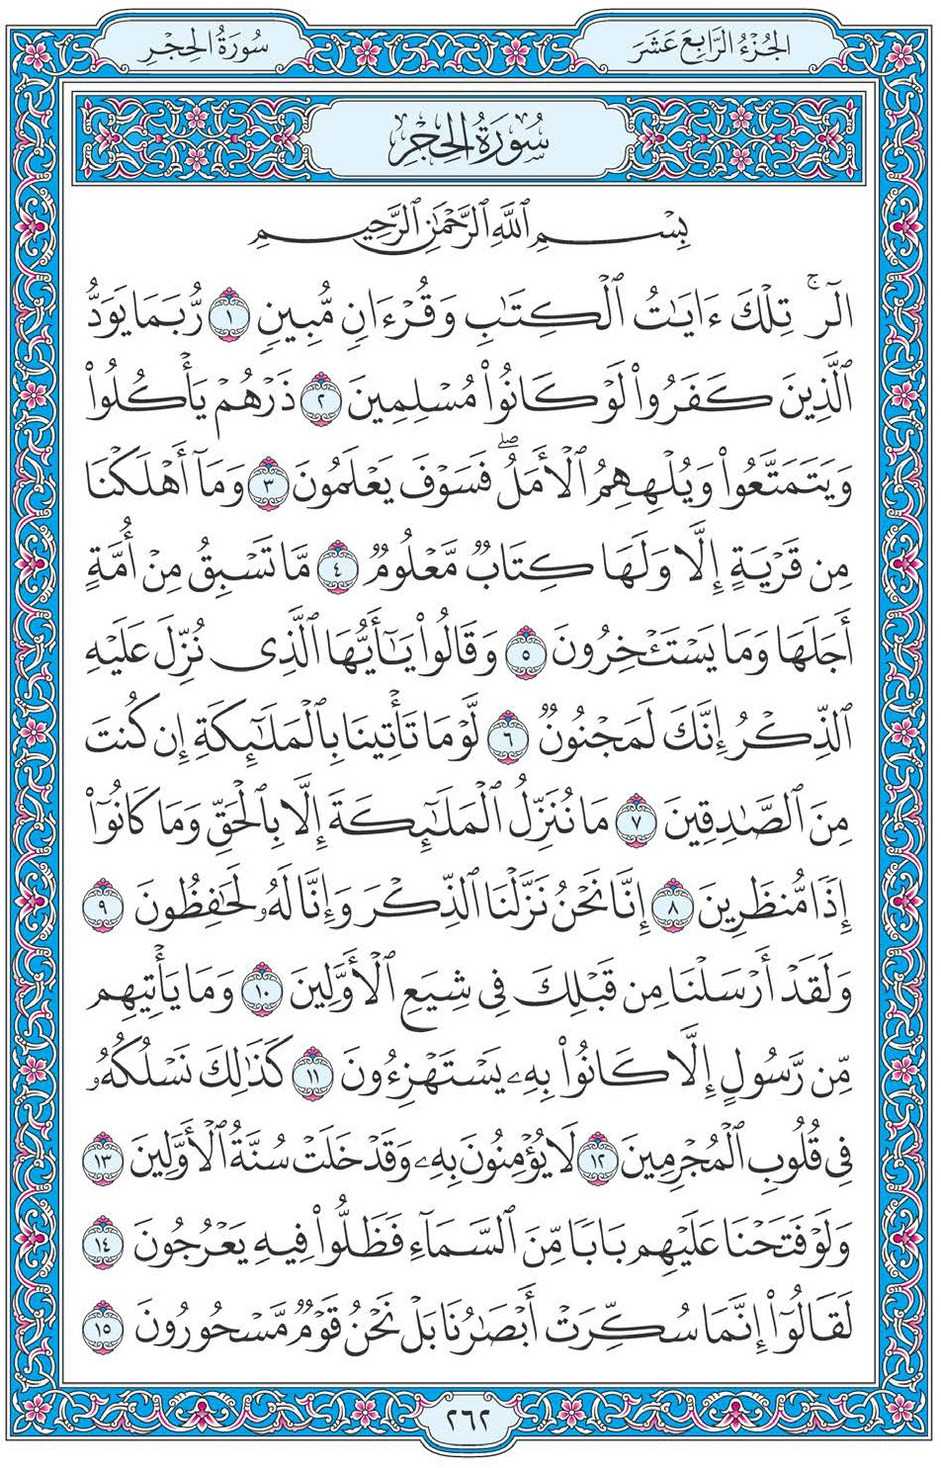 الجُزْءُ الرَّابِعَ عَشَرَ
سُورَةُ الحِجْرِ
سُورَةُ الحِجْرِ
بِسْمِ ٱللَّهِ ٱلرَّحْمَٰنِ ٱلرَّحِيمِ
الٓرۚ تِلْكَ ءَايَٰتُ ٱلْكِتَٰبِ وَقُرْءَانٍ مُّبِينٍ ١ رُّبَمَا يَوَدُّ
ٱلَّذِينَ كَفَرُوا۟ لَوْ كَانُوا۟ مُسْلِمِينَ ٢ ذَرْهُمْ يَأْكُلُوا۟
وَيَتَمَتَّعُوا۟ وَيُلْهِهِمُ ٱلْأَمَلُۖ فَسَوْفَ يَعْلَمُونَ ٣ وَمَآ أَهْلَكْنَا
مِن قَرْيَةٍ إِلَّا وَلَهَا كِتَابٌ مَّعْلُومٌ ٤ مَّا تَسْبِقُ مِنْ أُمَّةٍ
أَجَلَهَا وَمَا يَسْتَـْٔخِرُونَ ٥ وَقَالُوا۟ يَٰٓأَيُّهَا ٱلَّذِى نُزِّلَ عَلَيْهِ
ٱلذِّكْرُ إِنَّكَ لَمَجْنُونٌ ٦ لَّوْ مَا تَأْتِينَا بِٱلْمَلَٰٓئِكَةِ إِن كُنتَ
مِنَ ٱلصَّٰدِقِينَ ٧ مَا نُنَزِّلُ ٱلْمَلَٰٓئِكَةَ إِلَّا بِٱلْحَقِّ وَمَا كَانُوٓا۟
إِذًا مُّنظَرِينَ ٨ إِنَّا نَحْنُ نَزَّلْنَا ٱلذِّكْرَ وَإِنَّا لَهُۥ لَحَٰفِظُونَ ٩
وَلَقَدْ أَرْسَلْنَا مِن قَبْلِكَ فِى شِيَعِ ٱلْأَوَّلِينَ ١٠ وَمَا يَأْتِيهِم
مِّن رَّسُولٍ إِلَّا كَانُوا۟ بِهِۦ يَسْتَهْزِءُونَ ١١ كَذَٰلِكَ نَسْلُكُهُۥ
فِى قُلُوبِ ٱلْمُجْرِمِينَ ١٢ لَا يُؤْمِنُونَ بِهِۦ وَقَدْ خَلَتْ سُنَّةُ ٱلْأَوَّلِينَ ١٣
وَلَوْ فَتَحْنَا عَلَيْهِم بَابًا مِّنَ ٱلسَّمَآءِ فَظَلُّوا۟ فِيهِ يَعْرُجُونَ ١٤
لَقَالُوٓا۟ إِنَّمَا سُكِّرَتْ أَبْصَٰرُنَا بَلْ نَحْنُ قَوْمٌ مَّسْحُورُونَ ١٥
٢٦٢